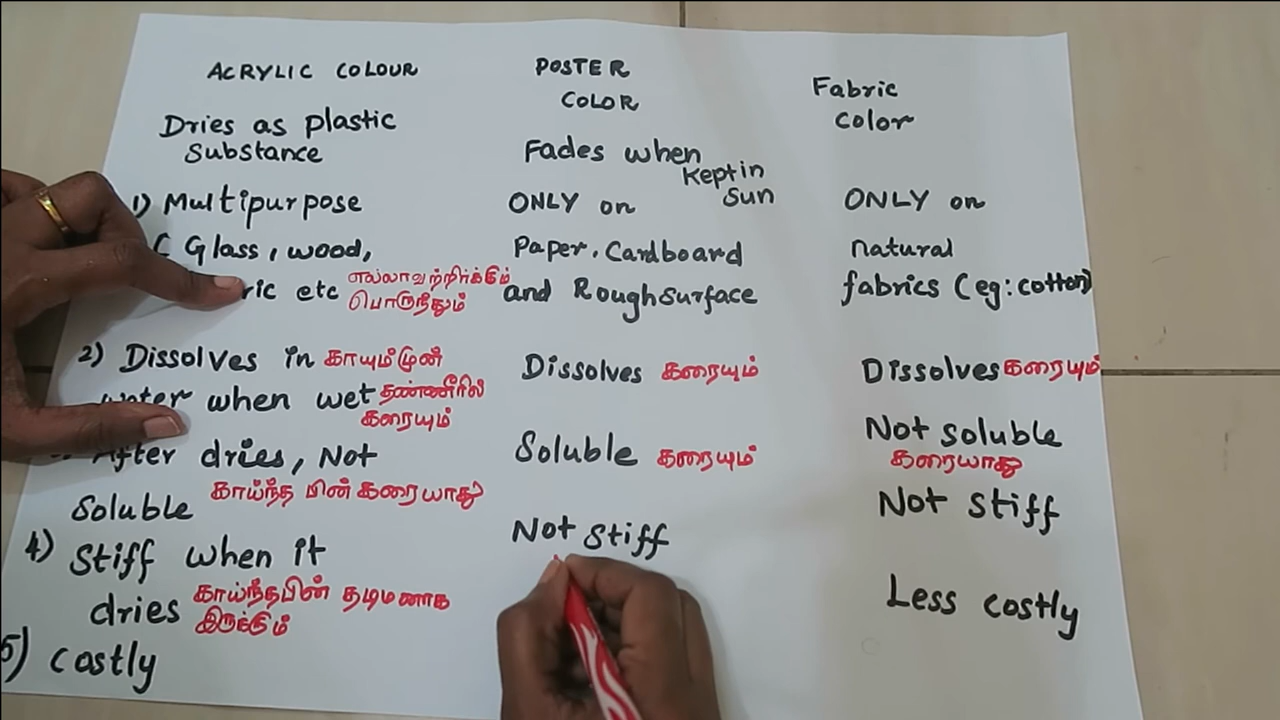 ACRYLIC COLOUR
Dries as plastic
substance
1) Multipurpose
( Glass, wood,
ric etc எல்லாவற்றிற்க்கும்
பொருந்தும்
2) Dissolves in காயும்முன்
water when wet தண்ணீரில்
கரையும்
After dries, Not
Soluble காய்ந்த பின் கரையாது
4) Stiff when it
dries காய்ந்தபின் தடிமனாக
இருக்கும்
5) costly
POSTER
COLOR
Fades when
Kept in
Sun
ONLY on
Paper, Cardboard
and Rough surface
Dissolves கரையும்
Soluble கரையும்
Not stiff
Fabric
color
ONLY on
natural
fabrics (eg: cotton)
Dissolves கரையும்
Not soluble
கரையாது
Not stiff
Less costly